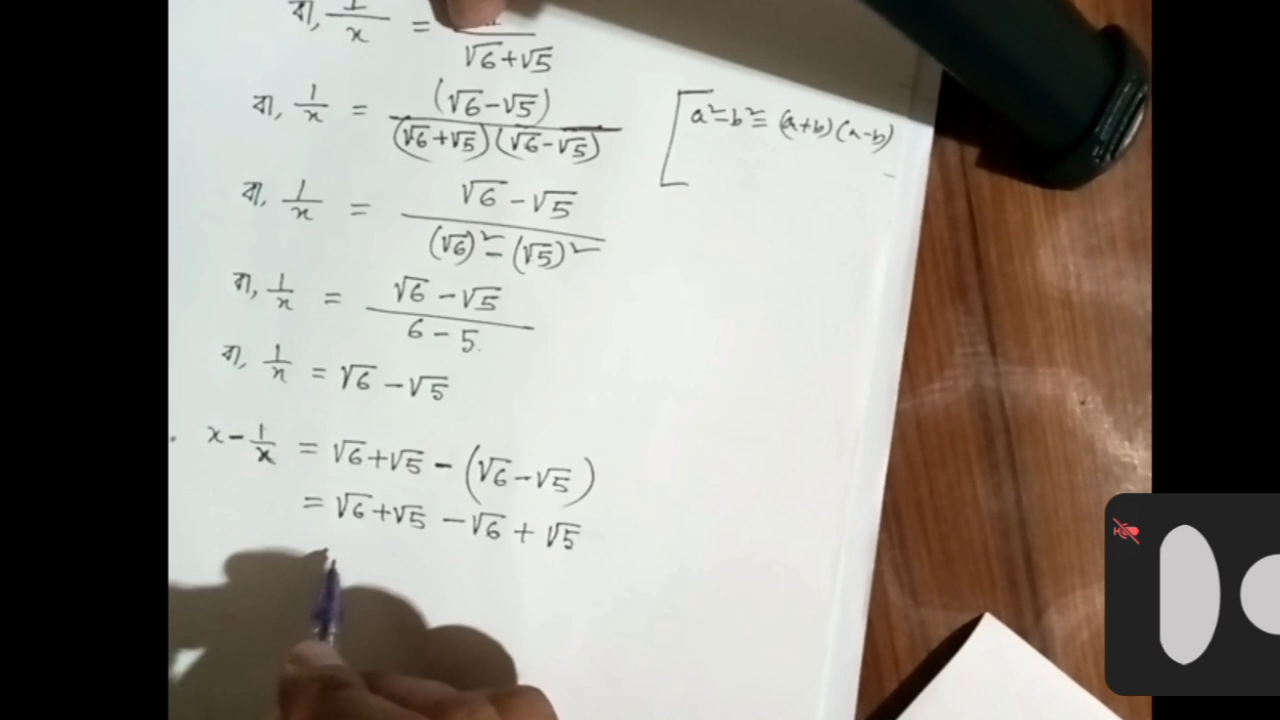 বা, 1/x = 1/(√6+√5)
বা, 1/x = (√6-√5)/(√6+√5)(√6-√5) [a²-b² = (a+b)(a-b)
বা, 1/x = √6-√5/(√6)²-(√5)²
বা, 1/x = √6-√5/6-5
বা, 1/x = √6-√5
x-1/x = √6+√5-(√6-√5)
= √6+√5-√6+√5